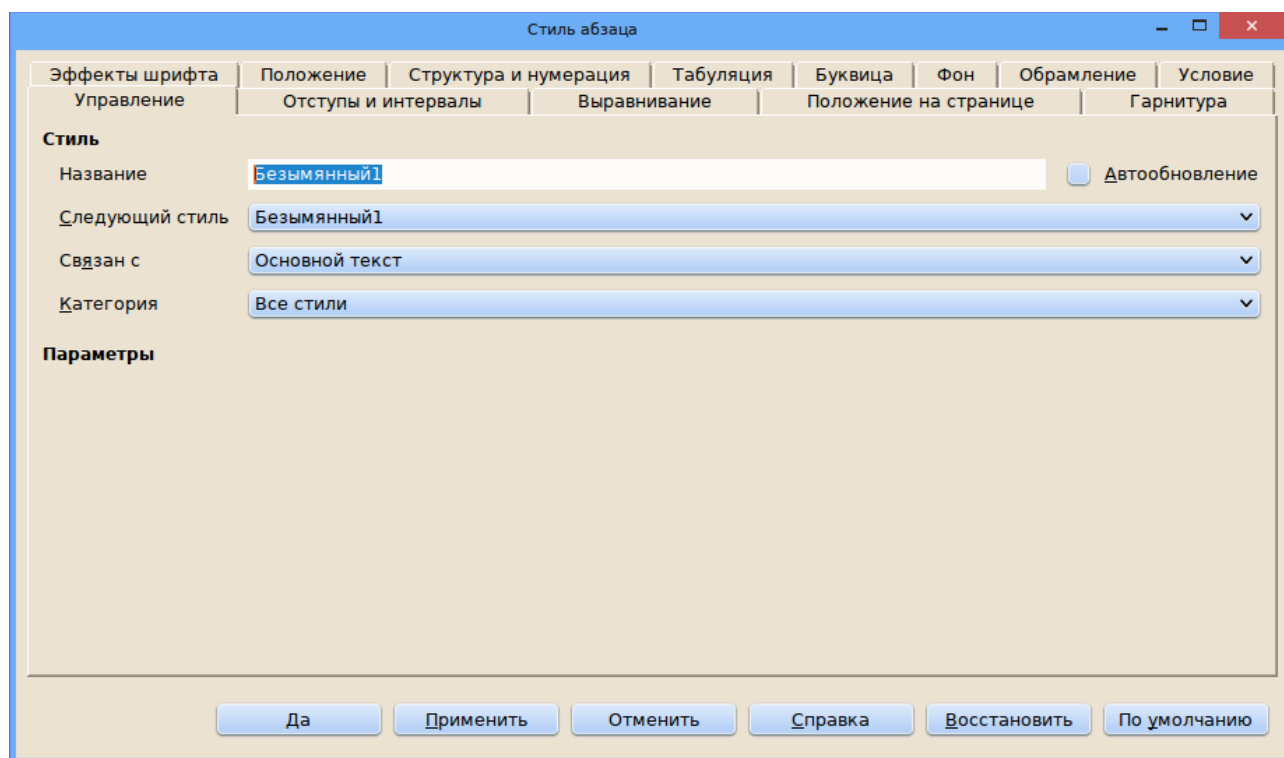 Стиль абзаца
Эффекты шрифта Положение Структура и нумерация Табуляция Буквица Фон Обрамление Условие
Управление Отступы и интервалы Выравнивание Положение на странице Гарнитура
Стиль
Название Безымянный1 Автообновление
Следующий стиль Безымянный1
Связан с Основной текст
Категория Все стили
Параметры
Да Применить Отменить Справка Восстановить По умолчанию